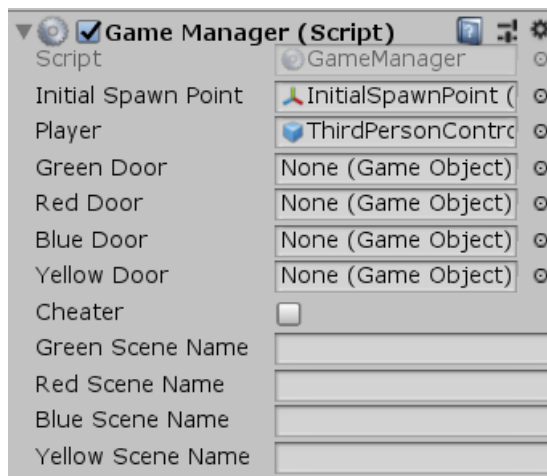 Game Manager (Script)
Script GameManager
Initial Spawn Point InitialSpawnPoint (
Player ThirdPersonContro
Green Door None (Game Object)
Red Door None (Game Object)
Blue Door None (Game Object)
Yellow Door None (Game Object)
Cheater
Green Scene Name
Red Scene Name
Blue Scene Name
Yellow Scene Name